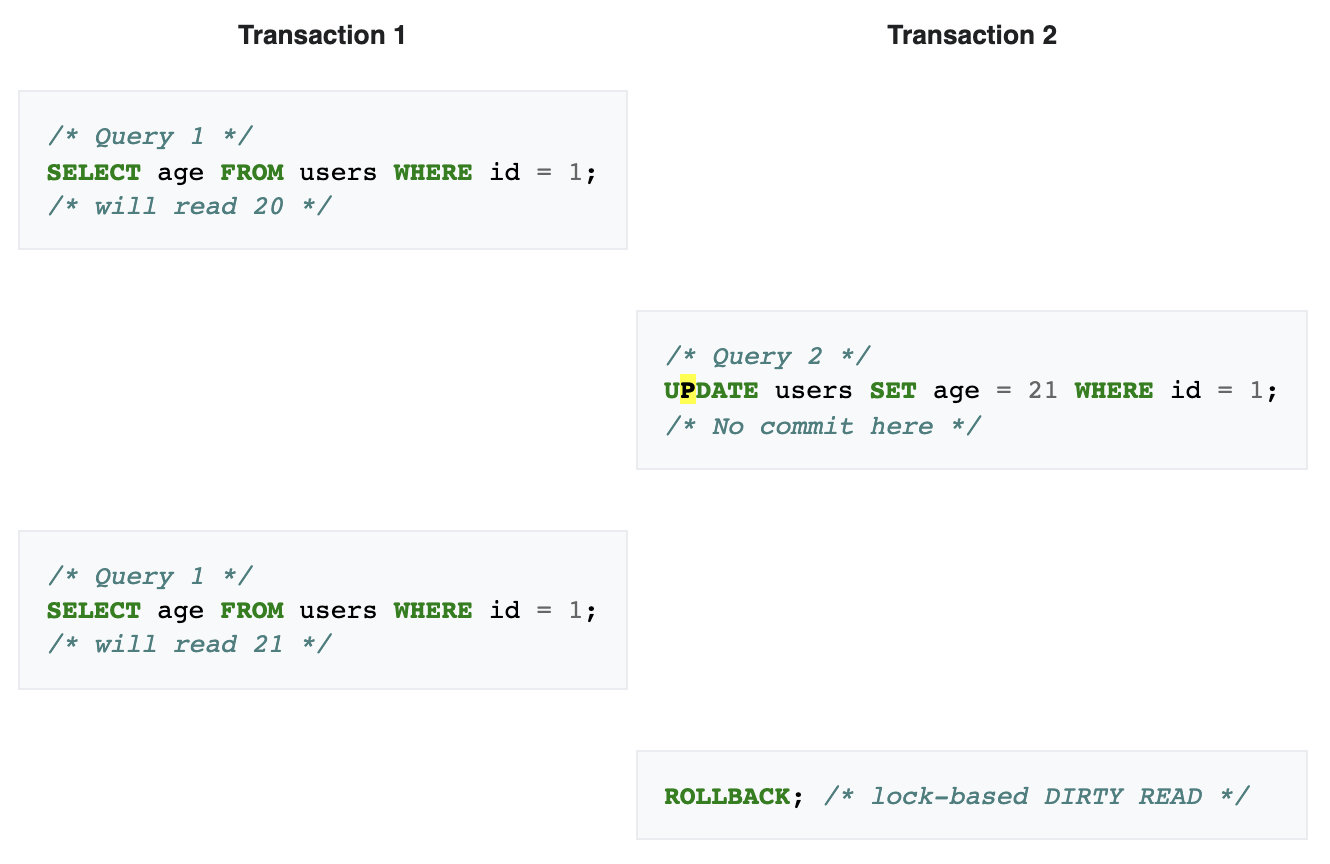 Transaction 1
Transaction 2
/* Query 1 */
SELECT age FROM users WHERE id = 1;
/* will read 20 */
/* Query 2 */
UPDATE users SET age = 21 WHERE id = 1;
/* No commit here */
/* Query 1 */
SELECT age FROM users WHERE id = 1;
/* will read 21 */
ROLLBACK; /* lock-based DIRTY READ */